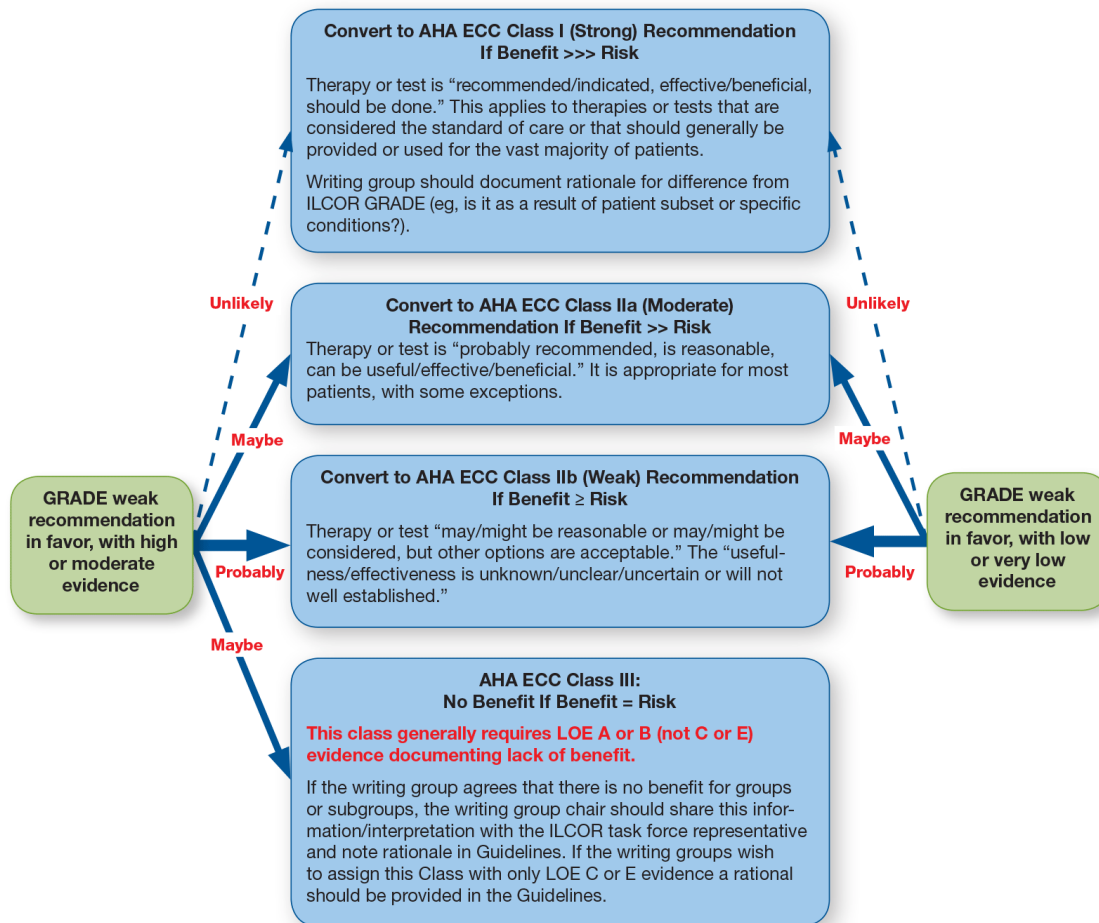 Convert to AHA ECC Class I (Strong) Recommendation
If Benefit >>> Risk
Therapy or test is “recommended/indicated, effective/beneficial,
should be done.” This applies to therapies or tests that are
considered the standard of care or that should generally be
provided or used for the vast majority of patients.
Writing group should document rationale for difference from
ILCOR GRADE (eg, is it as a result of patient subset or specific
conditions?).
Unlikely
Unlikely
Convert to AHA ECC Class IIa (Moderate)
Recommendation If Benefit >> Risk
Therapy or test is “probably recommended, is reasonable,
can be useful/effective/beneficial.” It is appropriate for most
patients, with some exceptions.
Maybe
Maybe
GRADE weak
recommendation
in favor, with high
or moderate
evidence
Convert to AHA ECC Class IIb (Weak) Recommendation
If Benefit ≥ Risk
Therapy or test “may/might be reasonable or may/might be
considered, but other options are acceptable.” The “useful-
ness/effectiveness is unknown/unclear/uncertain or will not
well established.”
GRADE weak
recommendation
in favor, with low
or very low
evidence
Probably
Probably
Maybe
AHA ECC Class III:
No Benefit If Benefit = Risk
This class generally requires LOE A or B (not C or E)
evidence documenting lack of benefit.
If the writing group agrees that there is no benefit for groups
or subgroups, the writing group chair should share this infor-
mation/interpretation with the ILCOR task force representative
and note rationale in Guidelines. If the writing groups wish
to assign this Class with only LOE C or E evidence a rational
should be provided in the Guidelines.